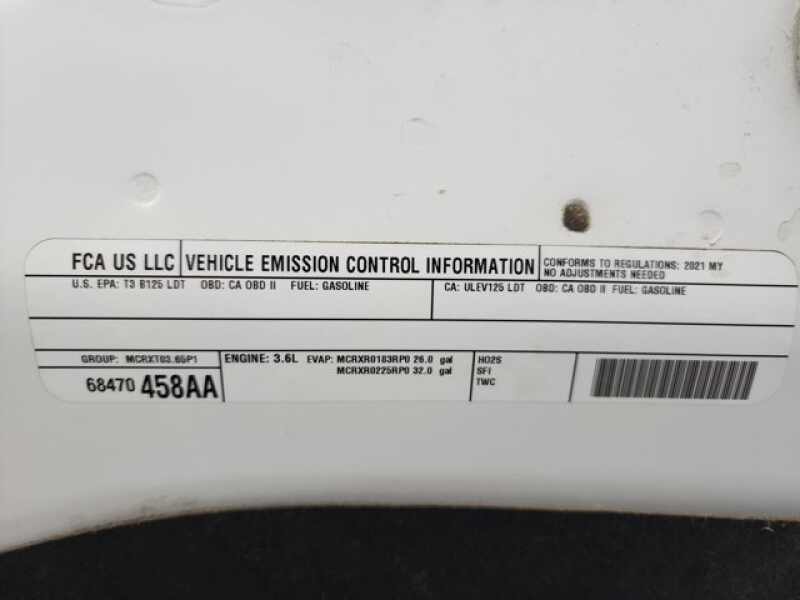 FCA US LLC VEHICLE EMISSION CONTROL INFORMATION
CONFORMS TO REGULATIONS: 2021 MY
NO ADJUSTMENTS NEEDED
U.S. EPA: T3 B125 LDT OBD: CA OBD II FUEL: GASOLINE
CA: ULEV125 LDT OBD: CA OBD II FUEL: GASOLINE
GROUP: MCRXT03.65P1
68470 458AA
ENGINE: 3.6L EVAP: MCRXR0183RP0 26.0 gal
MCRXR0225RP0 32.0 gal
HO2S
SFI
TWC